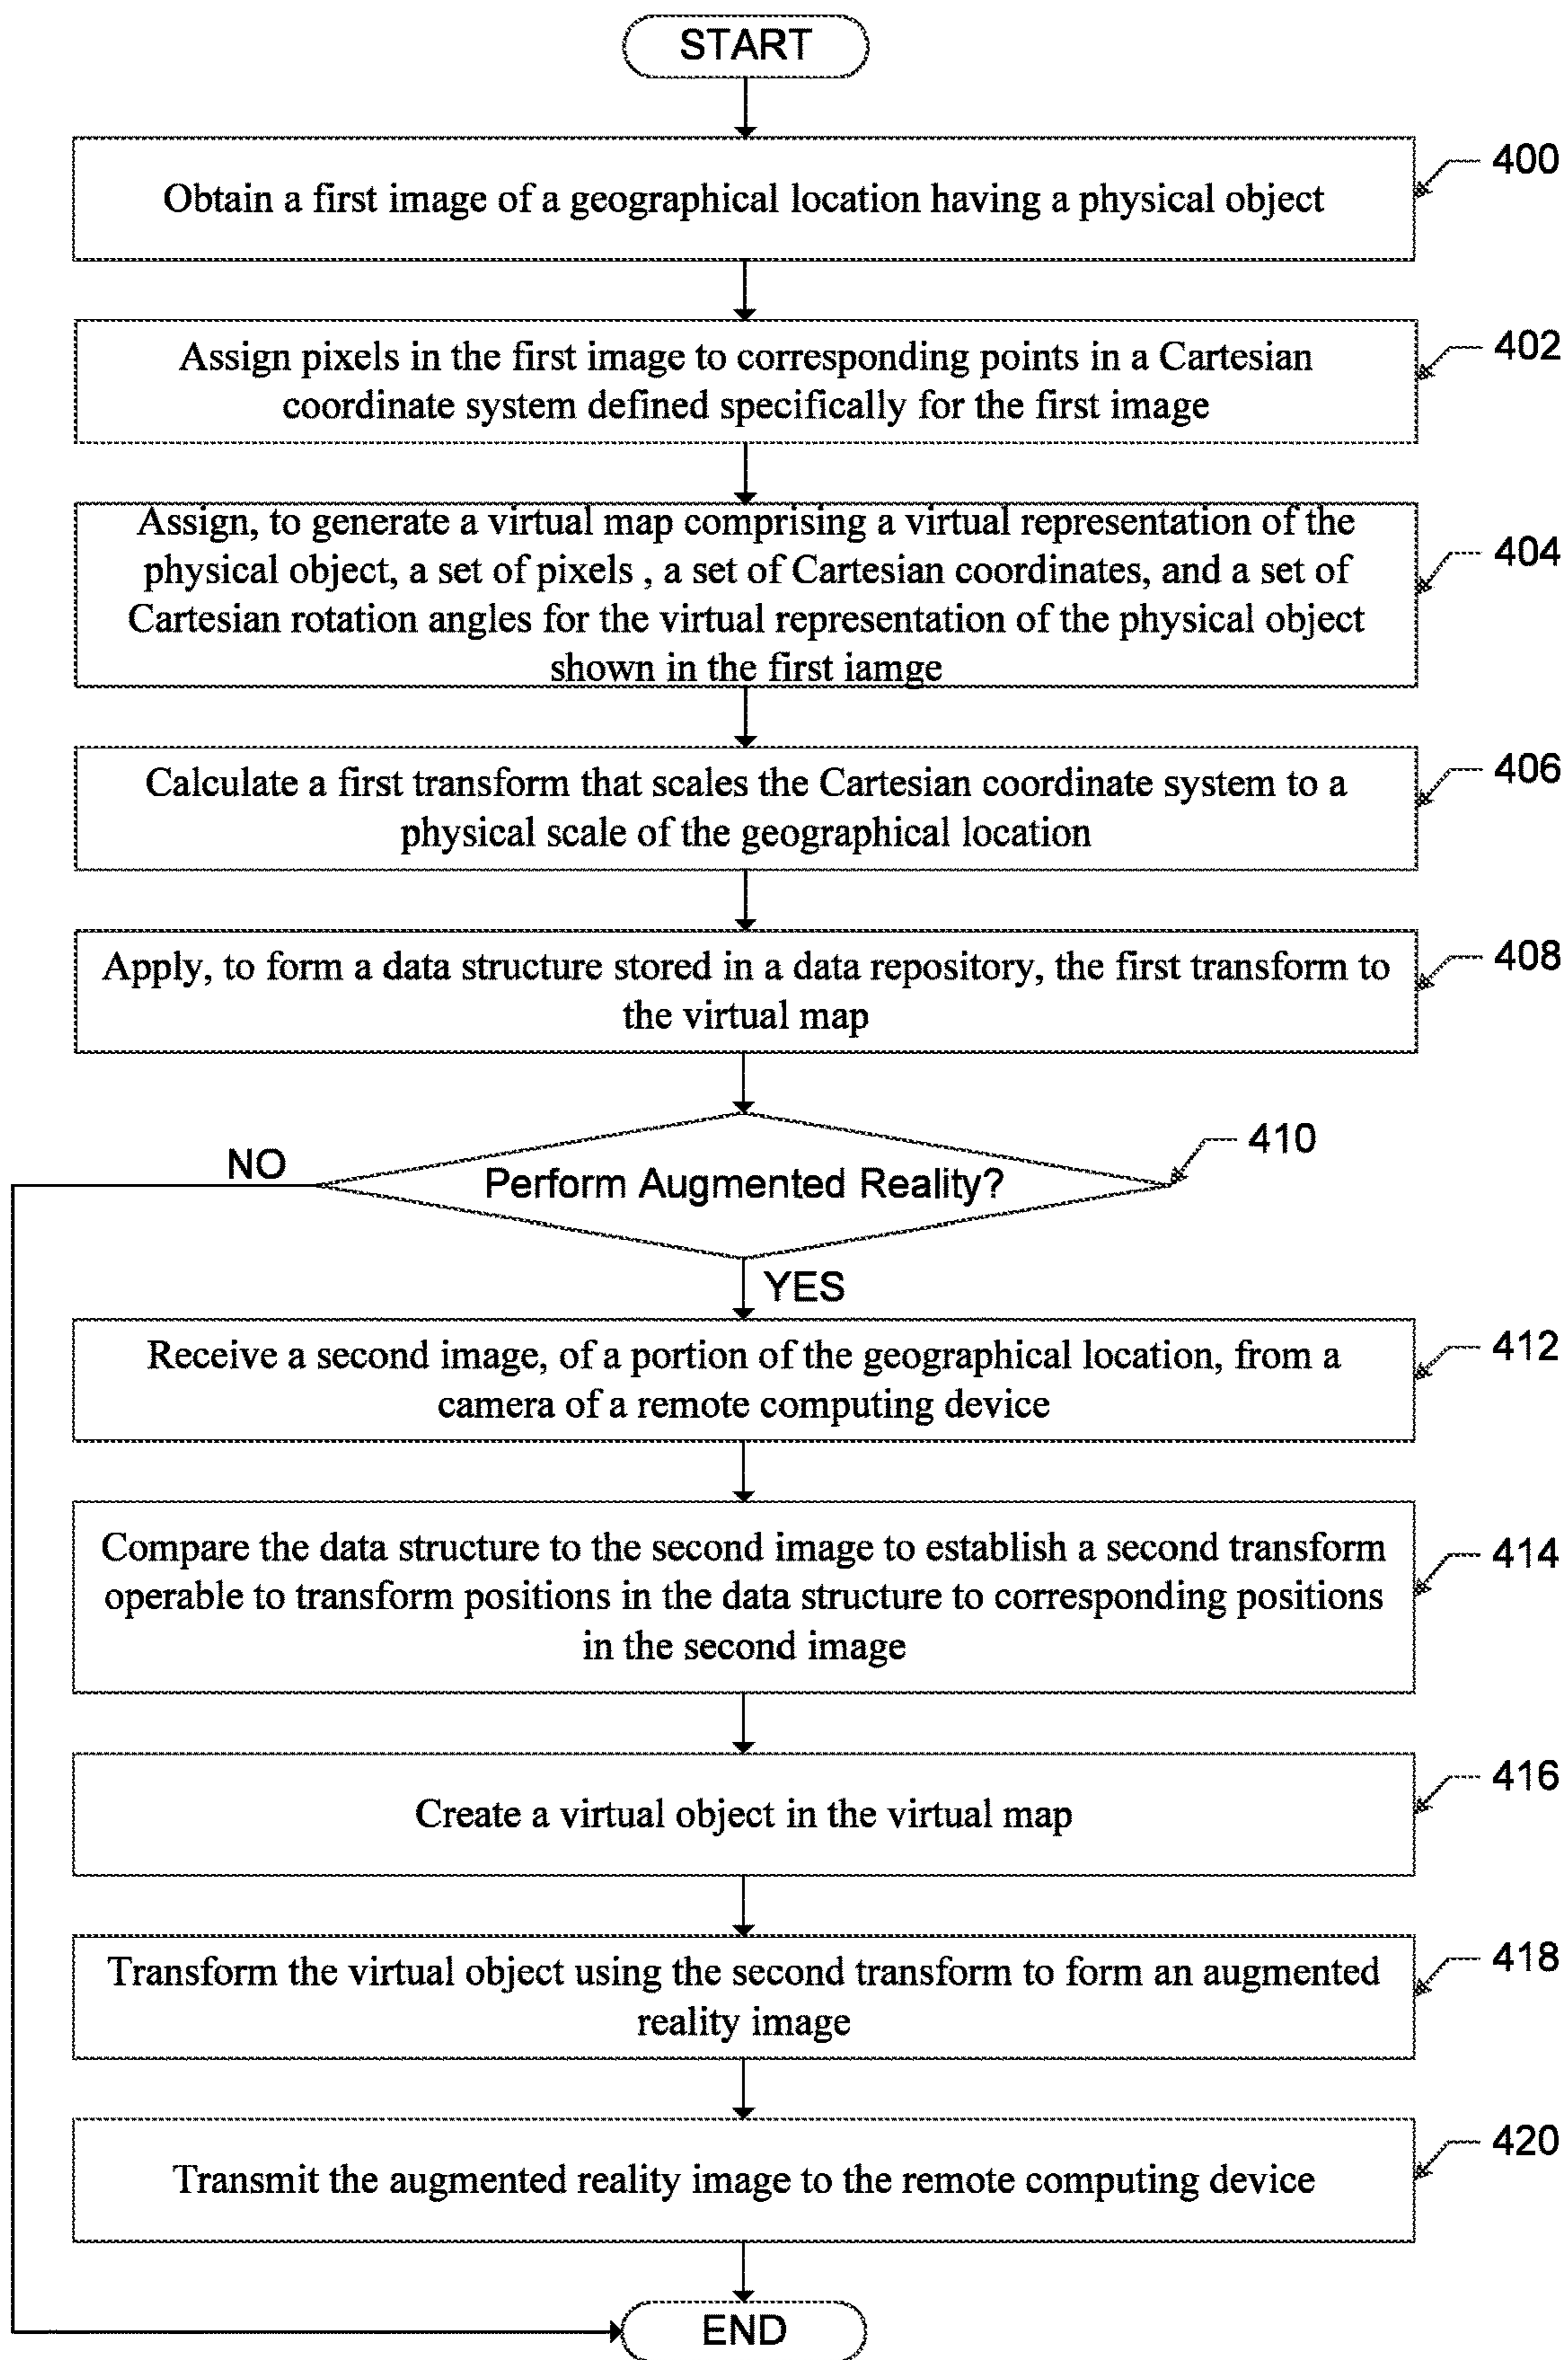 START
400
Obtain a first image of a geographical location having a physical object
402
Assign pixels in the first image to corresponding points in a Cartesian
coordinate system defined specifically for the first image
404
Assign, to generate a virtual map comprising a virtual representation of the
physical object, a set of pixels , a set of Cartesian coordinates, and a set of
Cartesian rotation angles for the virtual representation of the physical object
shown in the first iamge
406
Calculate a first transform that scales the Cartesian coordinate system to a
physical scale of the geographical location
408
Apply, to form a data structure stored in a data repository, the first transform to
the virtual map
410
NO
Perform Augmented Reality?
YES
412
Receive a second image, of a portion of the geographical location, from a
camera of a remote computing device
414
Compare the data structure to the second image to establish a second transform
operable to transform positions in the data structure to corresponding positions
in the second image
416
Create a virtual object in the virtual map
418
Transform the virtual object using the second transform to form an augmented
reality image
420
Transmit the augmented reality image to the remote computing device
END